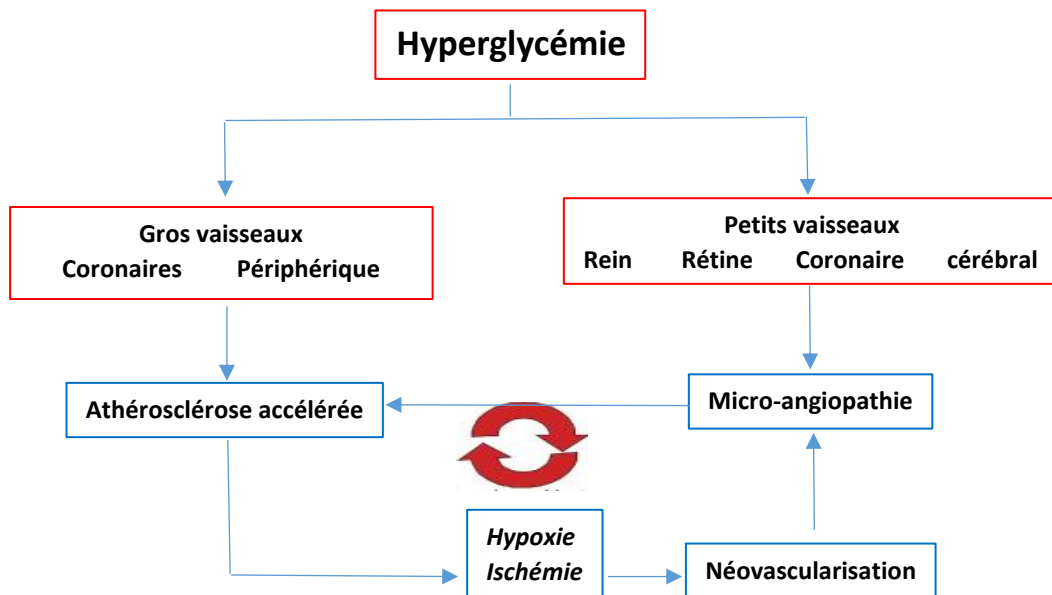 Hyperglycémie
Gros vaisseaux
Coronaires Périphérique
Petits vaisseaux
Rein Rétine Coronaire cérébral
Athérosclérose accélérée
Micro-angiopathie
Hypoxie
Ischémie
Néovascularisation